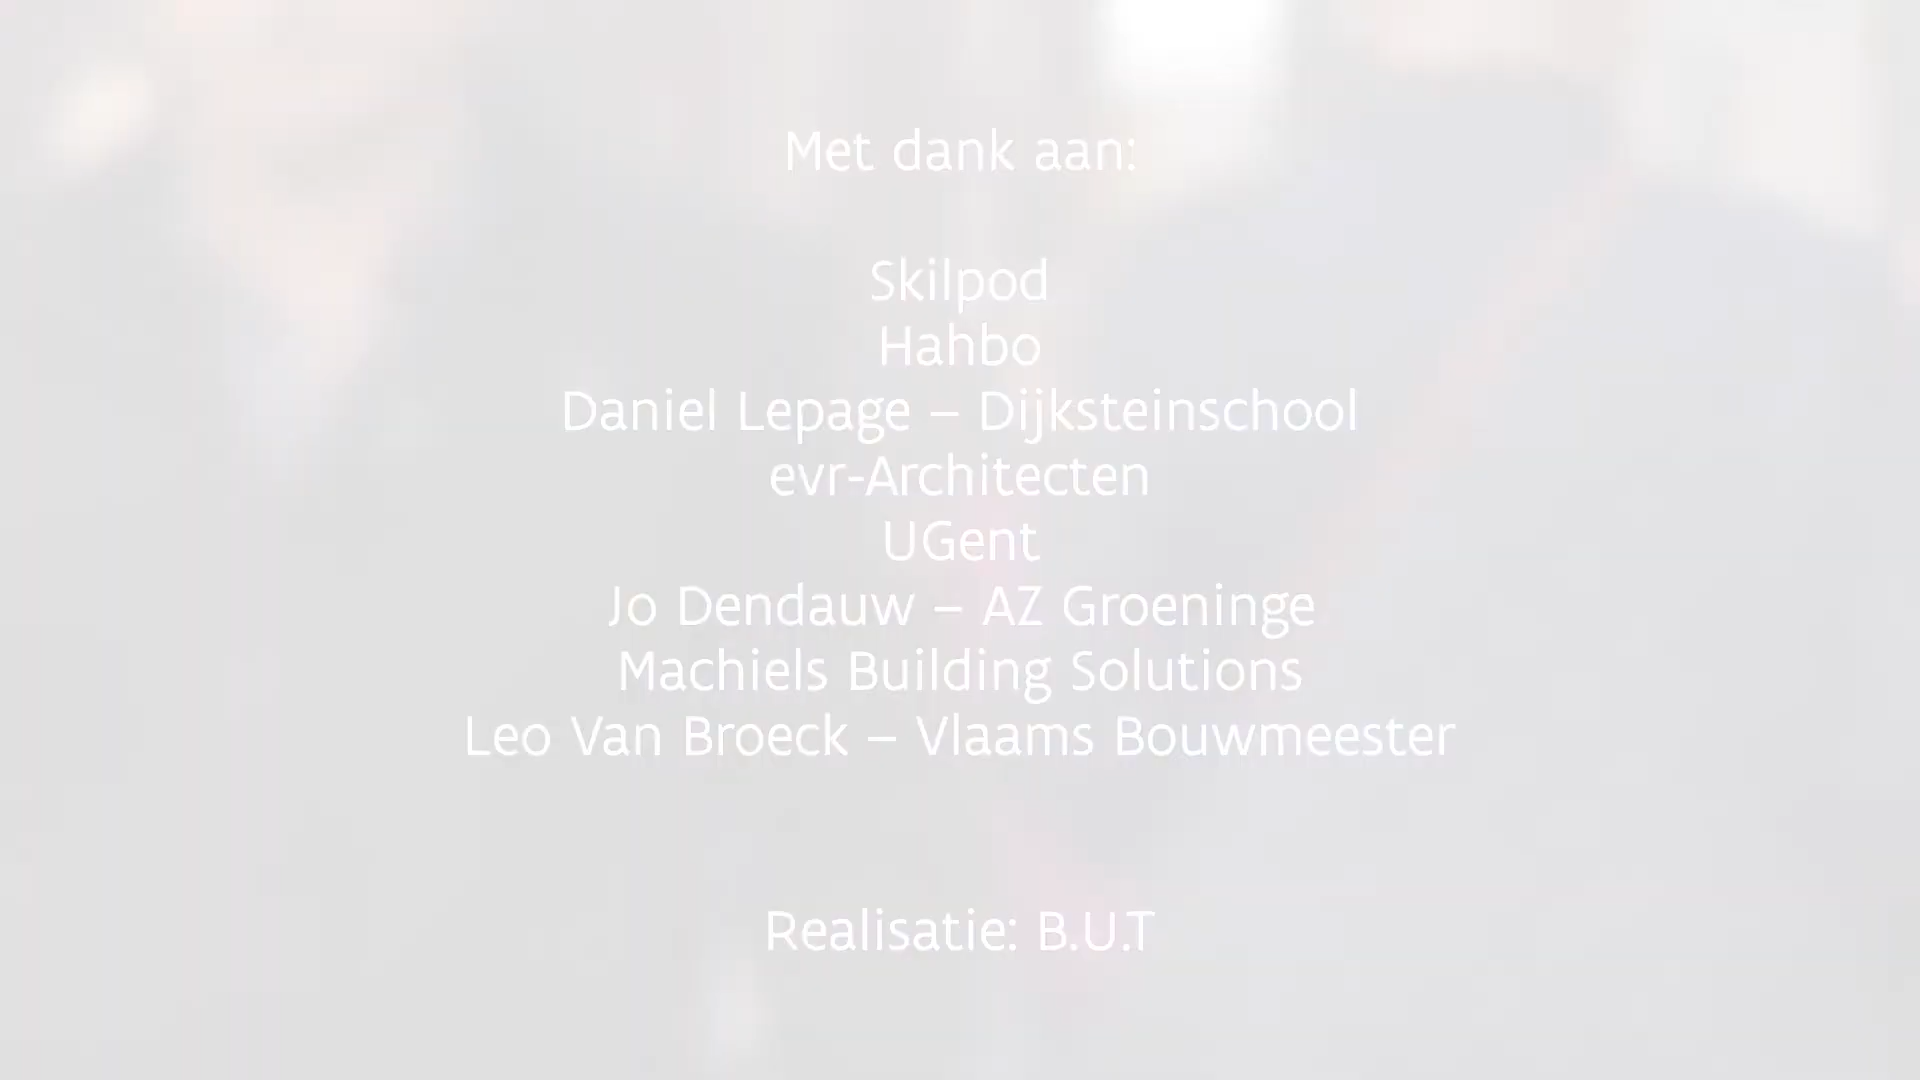 Met dank aan:
Skilpod
Hahbo
Daniel Lepage – Dijksteinschool
evr-Architecten
UGent
Jo Dendauw – AZ Groeninge
Machiels Building Solutions
Leo Van Broeck – Vlaams Bouwmeester
Realisatie: B.U.T